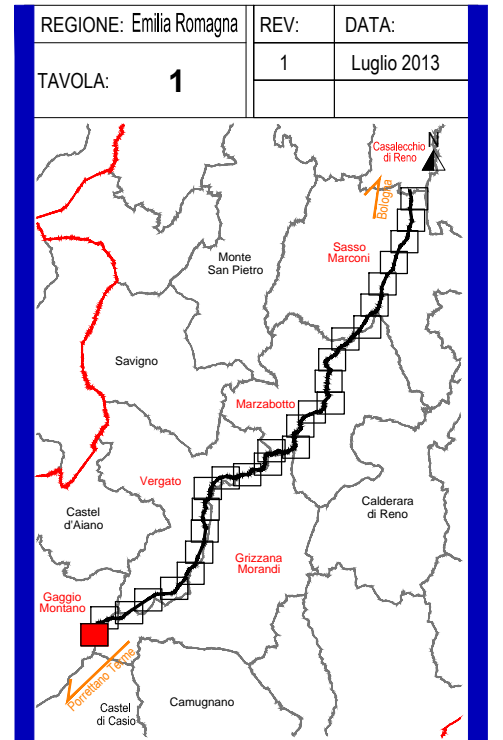 REGIONE: Emilia Romagna
REV:
DATA:
TAVOLA: 1
1
Luglio 2013
Casalecchio
di Reno
N
Bologna
Sasso
Marconi
Monte
San Pietro
Savigno
Marzabotto
Vergato
Castel
d'Aiano
Calderara
di Reno
Grizzana
Morandi
Gaggio
Montano
Porrettano Terme
Castel
di Casio
Camugnano